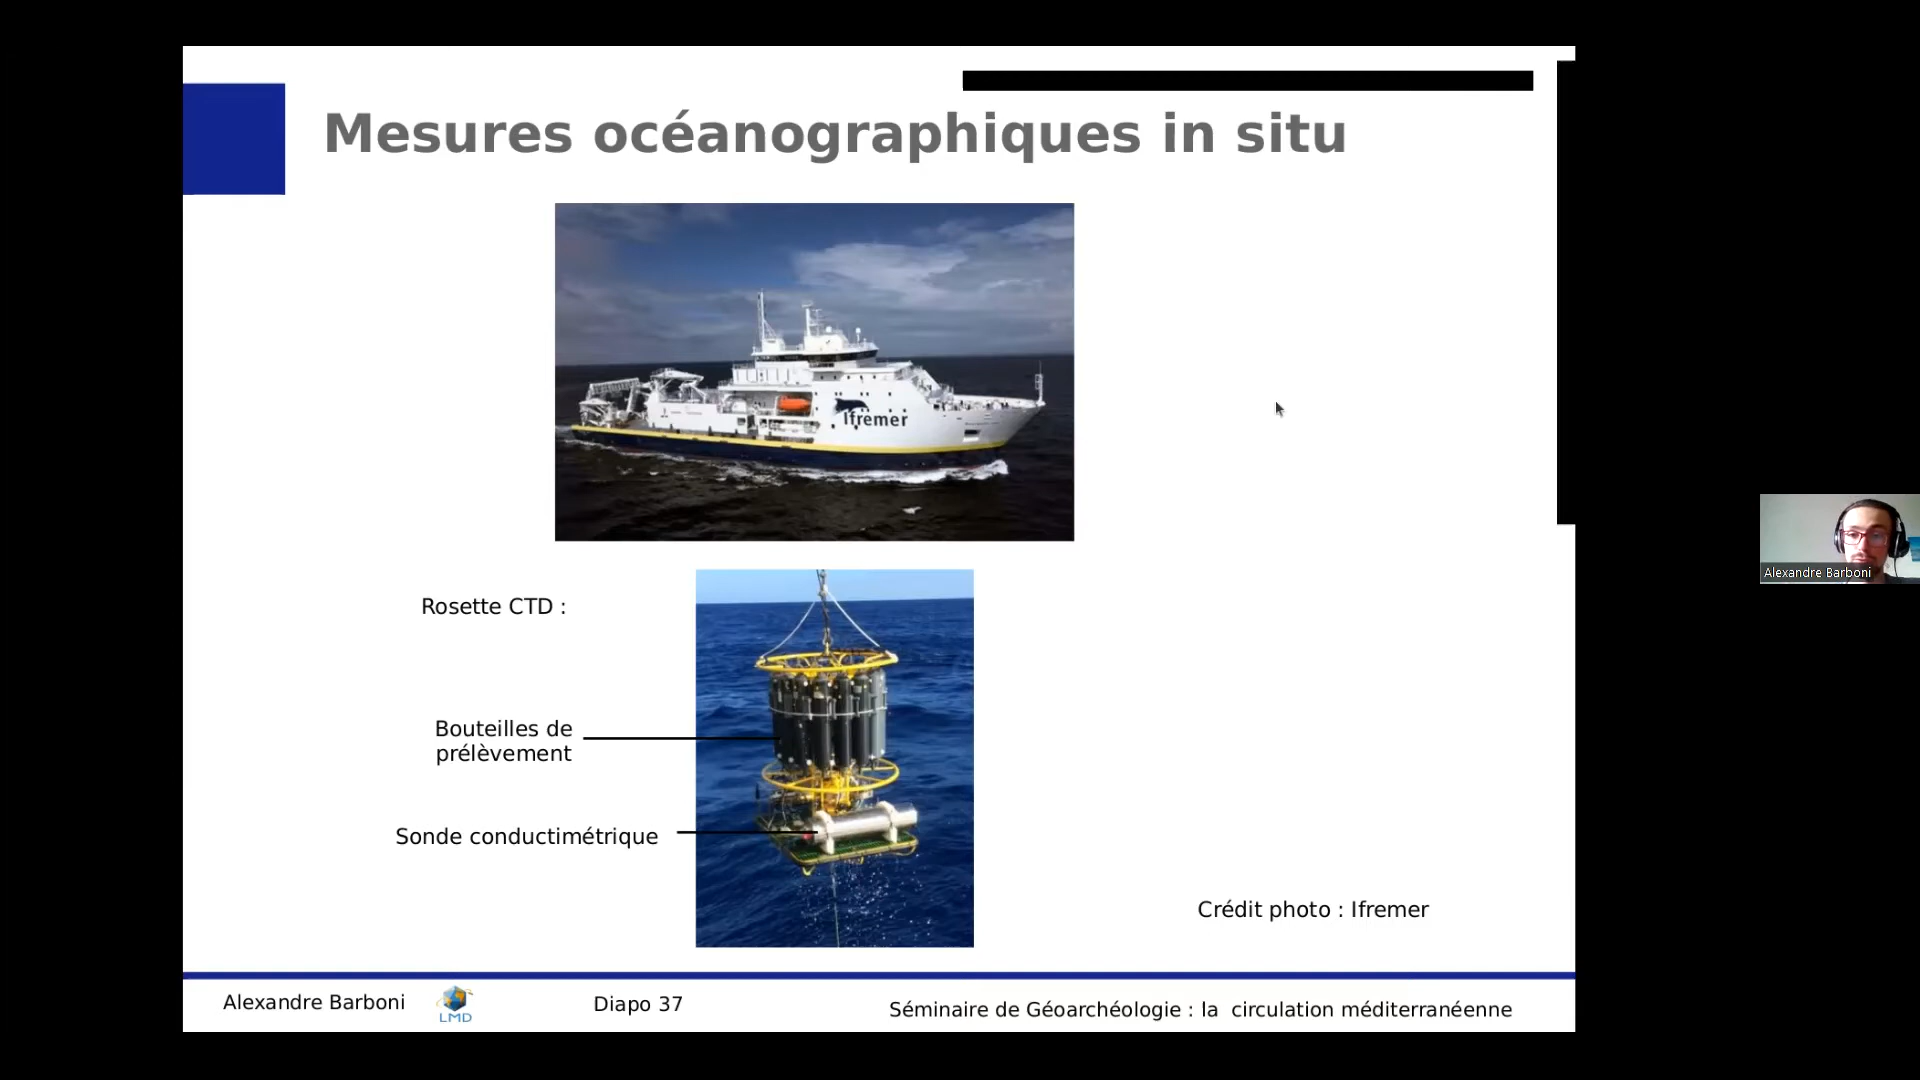 Mesures océanographiques in situ
Ifremer
Rosette CTD :
Bouteilles de
prélèvement
Sonde conductimétrique
Crédit photo : Ifremer
Alexandre Barboni
LMD
Diapo 37
Séminaire de Géoarchéologie : la circulation méditerranéenne
Alexandre Barboni